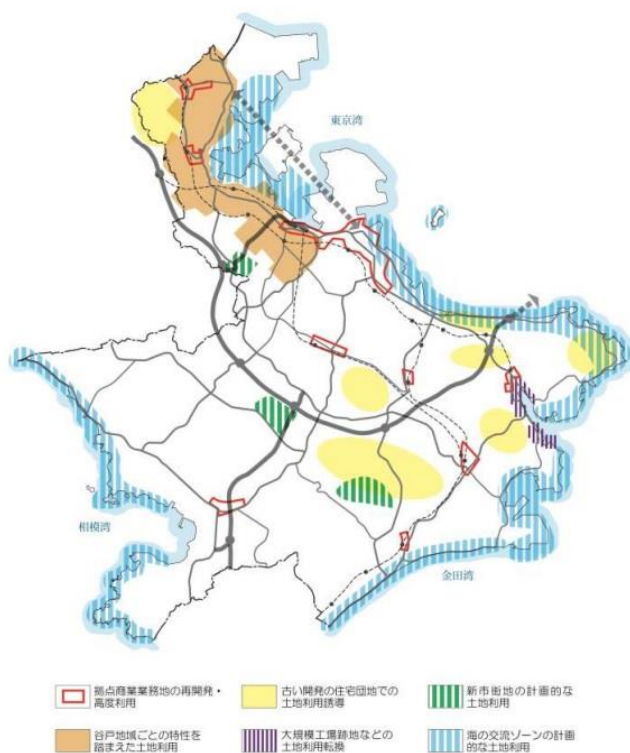 東京湾
相模湾
金田湾
拠点商業業務地の再開発・
高度利用
古い開発の住宅団地での
土地利用誘導
新市街地の計画的な
土地利用
谷戸地域ごとの特性を
踏まえた土地利用
大規模工場跡地などの
土地利用転換
海の交流ゾーンの計画
的な土地利用